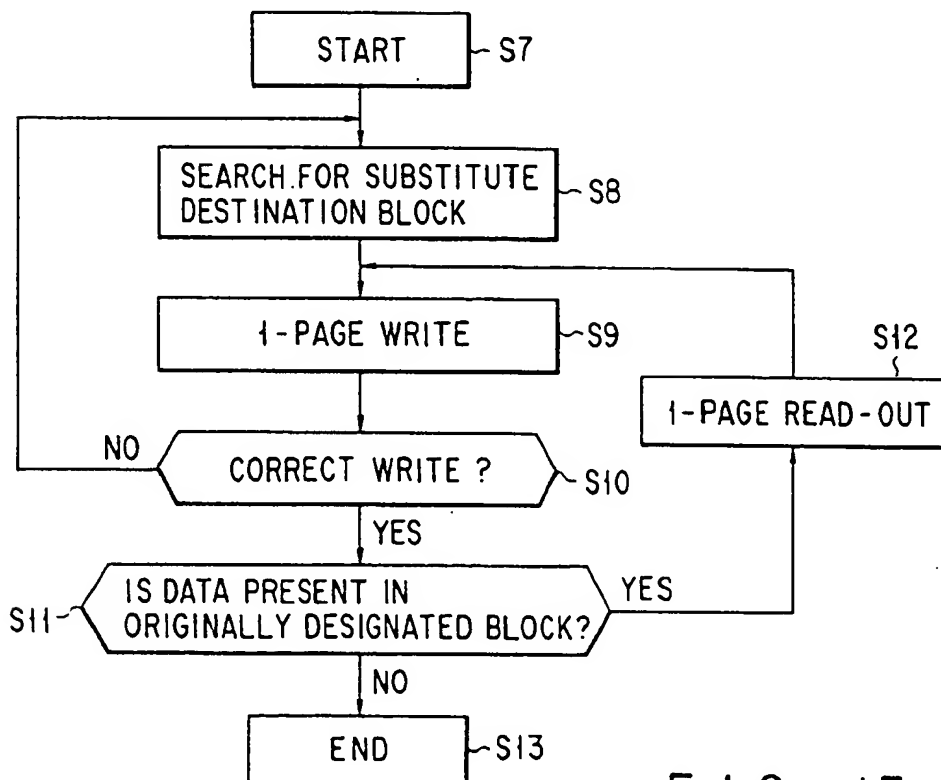 START
S7
SEARCH.FOR SUBSTITUTE
DESTINATION BLOCK
S8
1-PAGE WRITE
S9
S12
1-PAGE READ-OUT
NO
CORRECT WRITE ?
S10
YES
IS DATA PRESENT IN
ORIGINALLY DESIGNATED BLOCK?
YES
S11
NO
END
S13